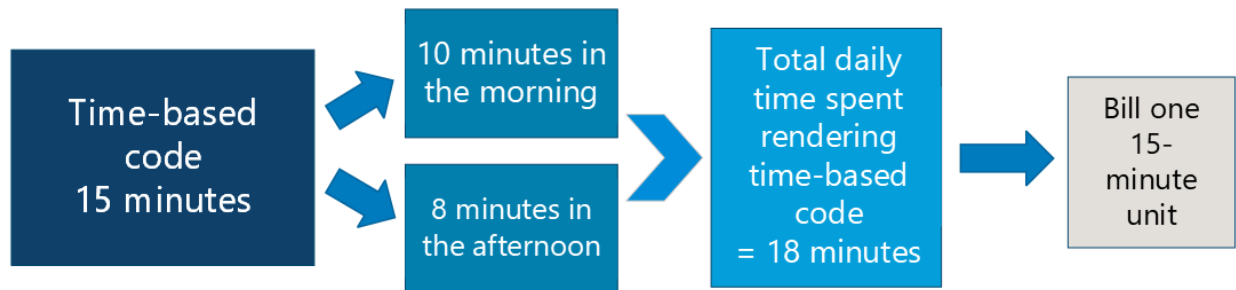 Time-based
code
15 minutes
10 minutes in
the morning
8 minutes in
the afternoon
Total daily
time spent
rendering
time-based
code
= 18 minutes
Bill one
15-
minute
unit